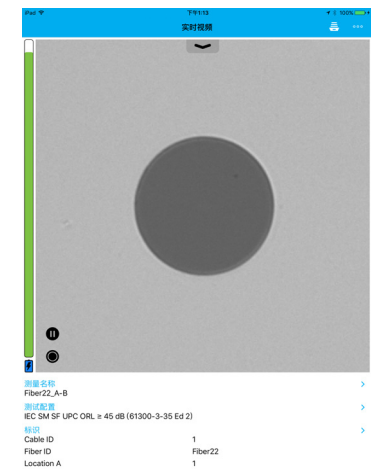 iPad
下午1:13
100%
实时视频
测量名称
Fiber22_A-B
测试配置
IEC SM SF UPC ORL ≥ 45 dB (61300-3-35 Ed 2)
标识
Cable ID 1
Fiber ID Fiber22
Location A 1